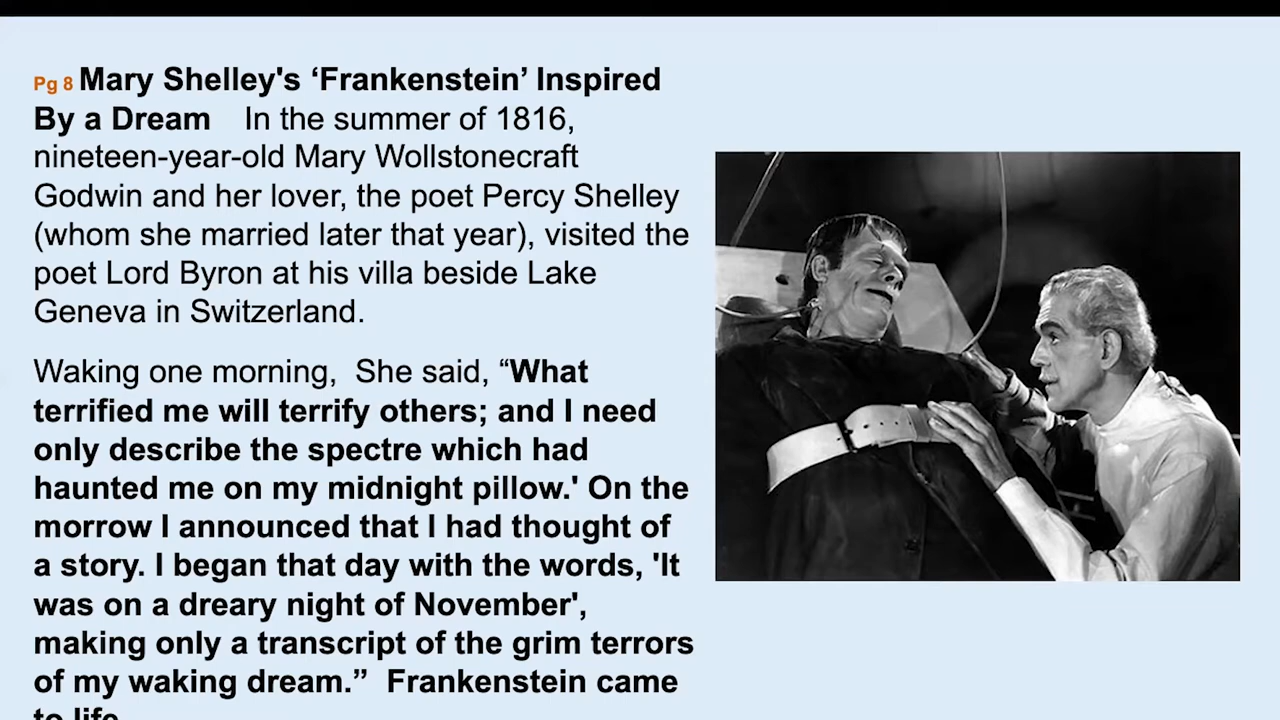 Pg 8 Mary Shelley's ‘Frankenstein’ Inspired
By a Dream In the summer of 1816,
nineteen-year-old Mary Wollstonecraft
Godwin and her lover, the poet Percy Shelley
(whom she married later that year), visited the
poet Lord Byron at his villa beside Lake
Geneva in Switzerland.
Waking one morning, She said, “What
terrified me will terrify others; and I need
only describe the spectre which had
haunted me on my midnight pillow.' On the
morrow I announced that I had thought of
a story. I began that day with the words, 'It
was on a dreary night of November',
making only a transcript of the grim terrors
of my waking dream.” Frankenstein came
to life